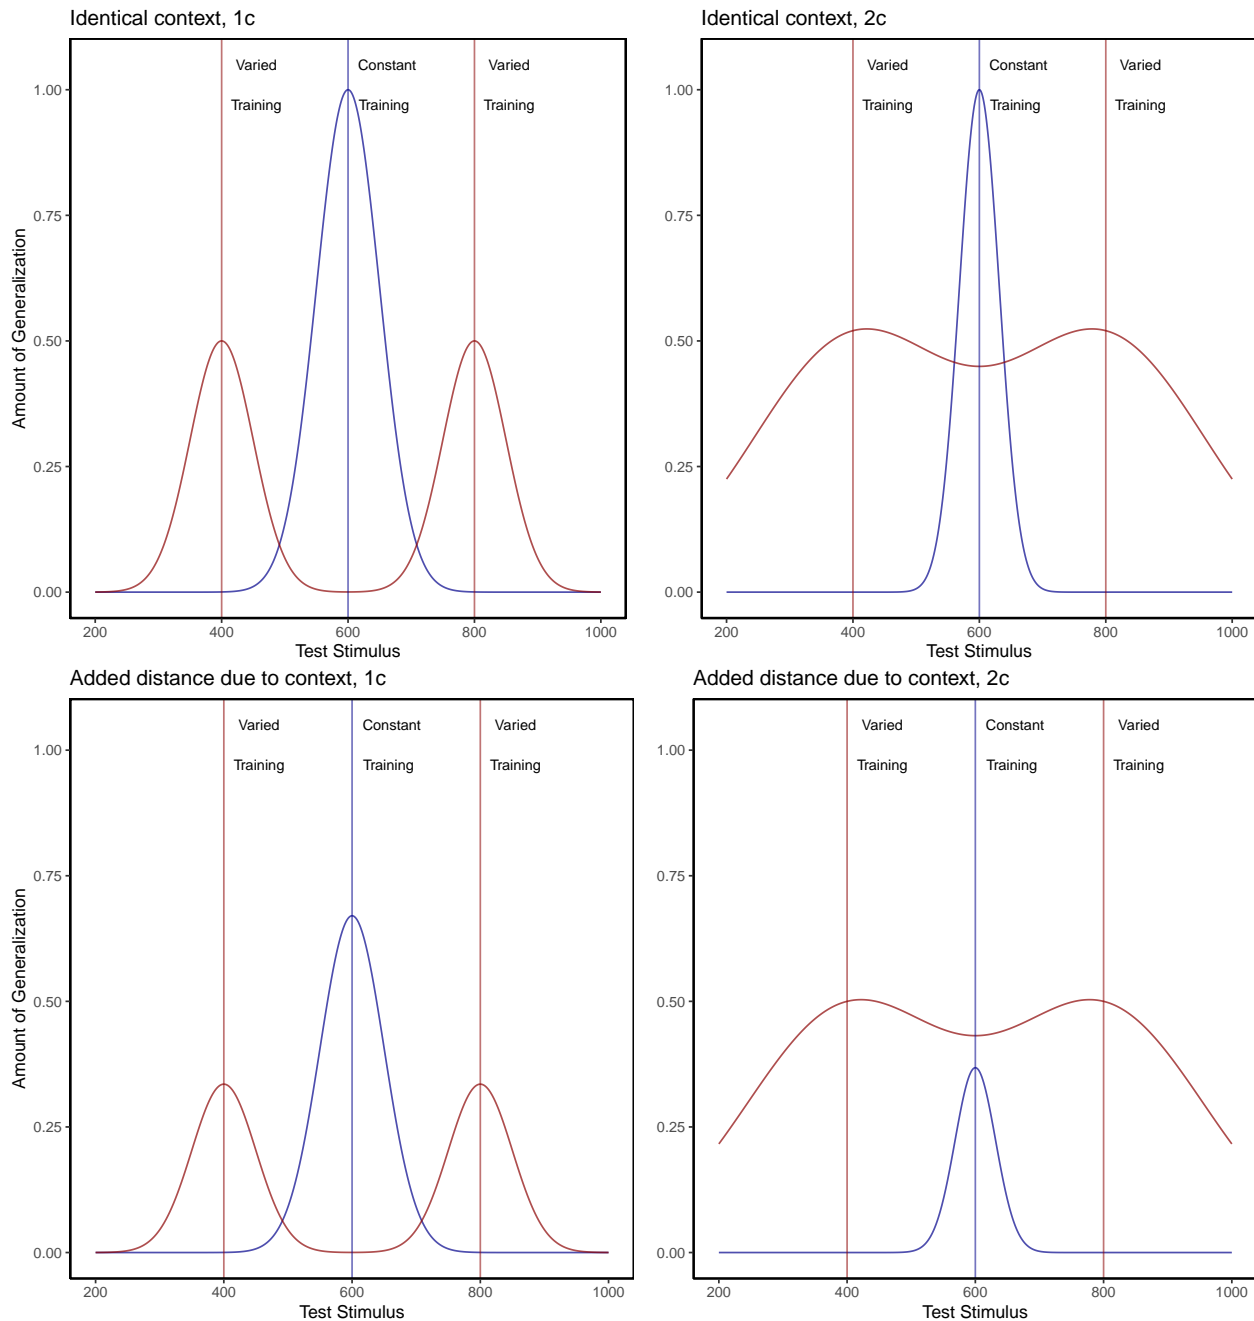 Identical context, 1c
Varied
Training
Constant
Training
Varied
Training
Amount of Generalization
1.00
0.75
0.50
0.25
0.00
200 400 600 800 1000
Test Stimulus
Identical context, 2c
Varied
Training
Constant
Training
Varied
Training
1.00
0.75
0.50
0.25
0.00
200 400 600 800 1000
Test Stimulus
Added distance due to context, 1c
Varied
Training
Constant
Training
Varied
Training
Amount of Generalization
1.00
0.75
0.50
0.25
0.00
200 400 600 800 1000
Test Stimulus
Added distance due to context, 2c
Varied
Training
Constant
Training
Varied
Training
1.00
0.75
0.50
0.25
0.00
200 400 600 800 1000
Test Stimulus